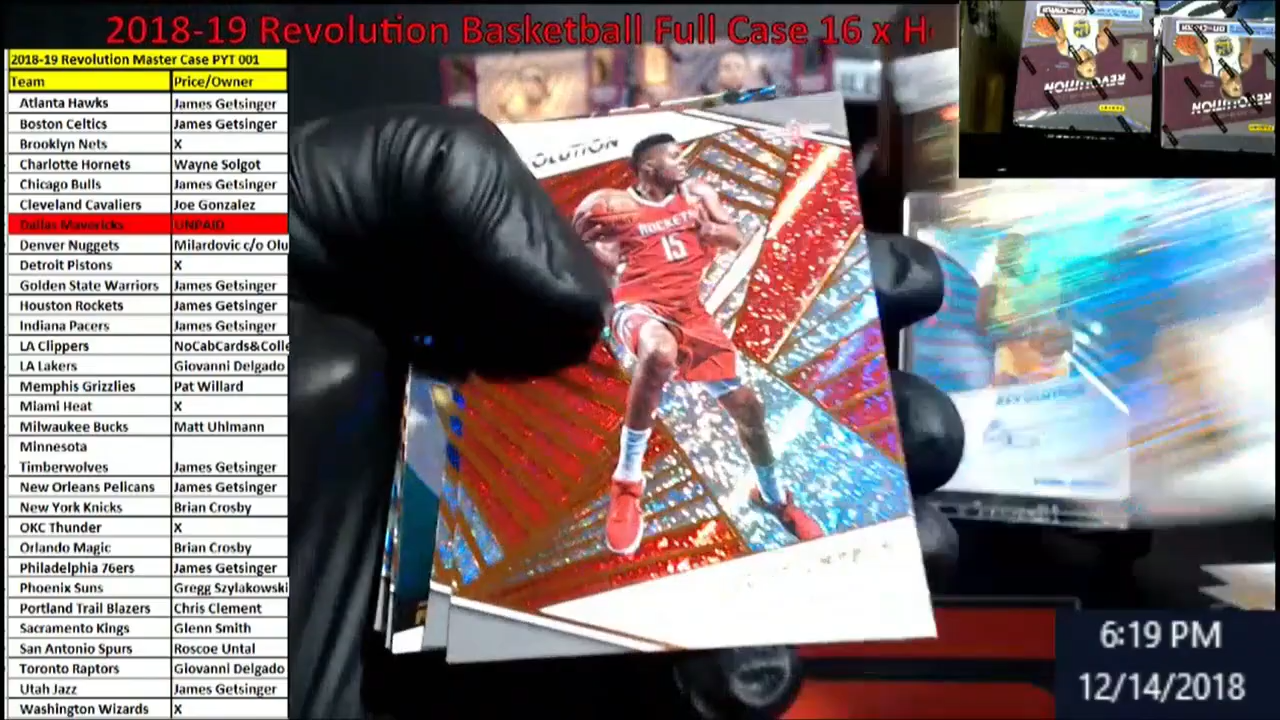 2018-19 Revolution Basketball Full Case 16 x H
2018-19 Revolution Master Case PYT 001
Team Price/Owner
Atlanta Hawks James Getsinger
Boston Celtics James Getsinger
Brooklyn Nets X
Charlotte Hornets Wayne Solgot
Chicago Bulls James Getsinger
Cleveland Cavaliers Joe Gonzalez
Dallas Mavericks UNPAID
Denver Nuggets Milardovic c/o Olu
Detroit Pistons X
Golden State Warriors James Getsinger
Houston Rockets James Getsinger
Indiana Pacers James Getsinger
LA Clippers NoCabCards&Colle
LA Lakers Giovanni Delgado
Memphis Grizzlies Pat Willard
Miami Heat X
Milwaukee Bucks Matt Uhlmann
Minnesota
Timberwolves James Getsinger
New Orleans Pelicans James Getsinger
New York Knicks Brian Crosby
OKC Thunder X
Orlando Magic Brian Crosby
Philadelphia 76ers James Getsinger
Phoenix Suns Gregg Szylakowski
Portland Trail Blazers Chris Clement
Sacramento Kings Glenn Smith
San Antonio Spurs Roscoe Untal
Toronto Raptors Giovanni Delgado
Utah Jazz James Getsinger
Washington Wizards X
OLUTION
ROCKETS
15
REVOLUTION
REVOLUTION
6:19 PM
12/14/2018